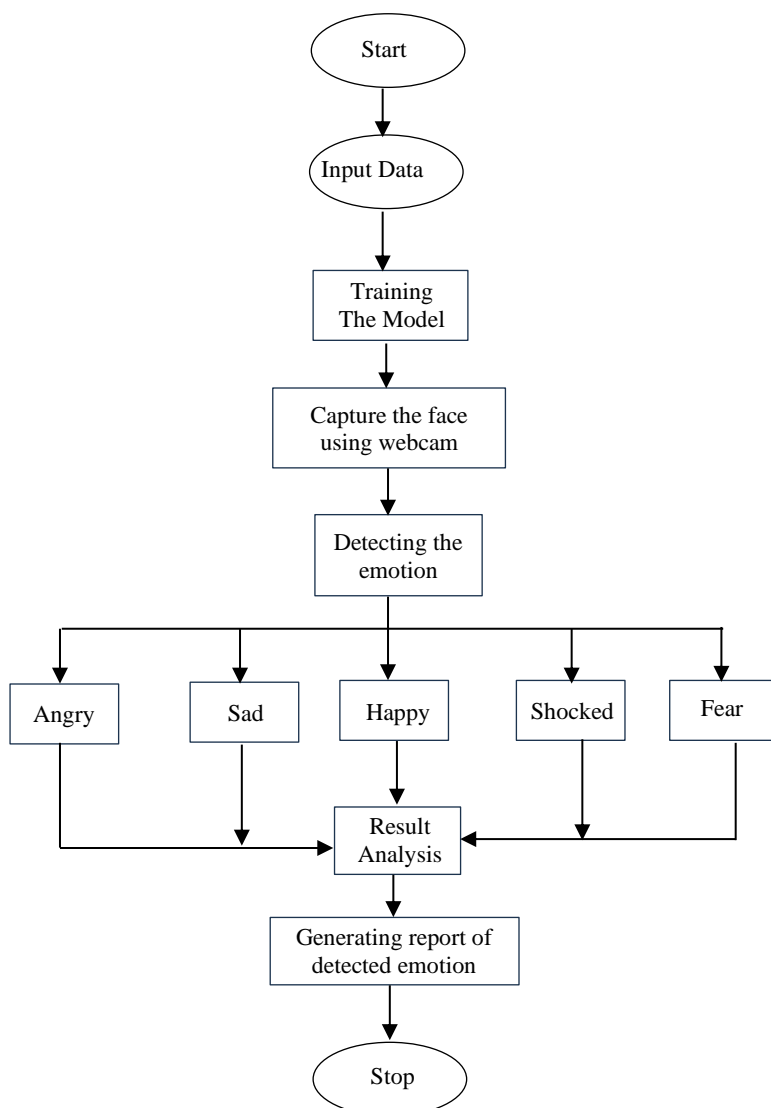 Start
Input Data
Training
The Model
Capture the face
using webcam
Detecting the
emotion
Angry
Sad
Happy
Shocked
Fear
Result
Analysis
Generating report of
detected emotion
Stop